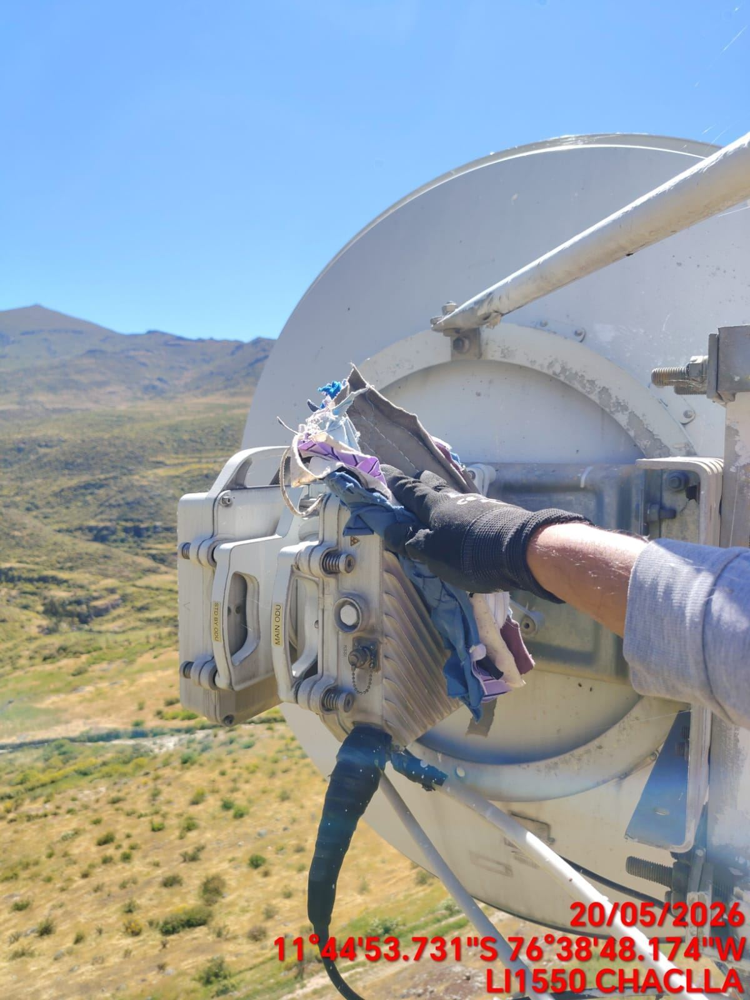 STD BY ODU
MAIN ODU
RSSI
20/05/2026
11°44'53.731"S 76°38'48.174"W
LI1550 CHACLLA